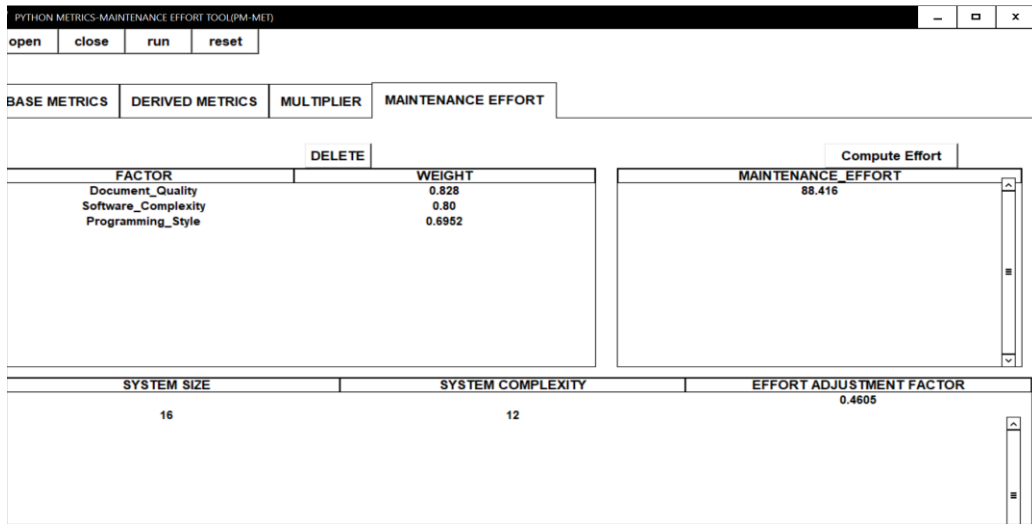 PYTHON METRICS-MAINTENANCE EFFORT TOOL(PM-MET)
open close run reset
BASE METRICS DERIVED METRICS MULTIPLIER MAINTENANCE EFFORT
DELETE Compute Effort
FACTOR WEIGHT MAINTENANCE_EFFORT
Document_Quality 0.828 88.416
Software_Complexity 0.80
Programming_Style 0.6952
SYSTEM SIZE SYSTEM COMPLEXITY EFFORT ADJUSTMENT FACTOR
0.4605
16 12